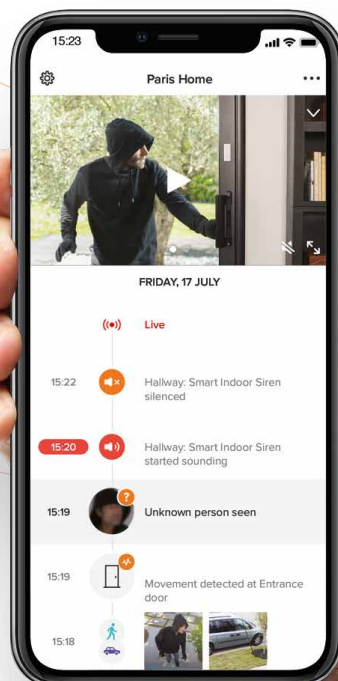 15:23
Paris Home
FRIDAY, 17 JULY
Live
15:22
Hallway: Smart Indoor Siren
silenced
15:20
Hallway: Smart Indoor Siren
started sounding
15:19
?
Unknown person seen
15:19
Movement detected at Entrance
door
15:18